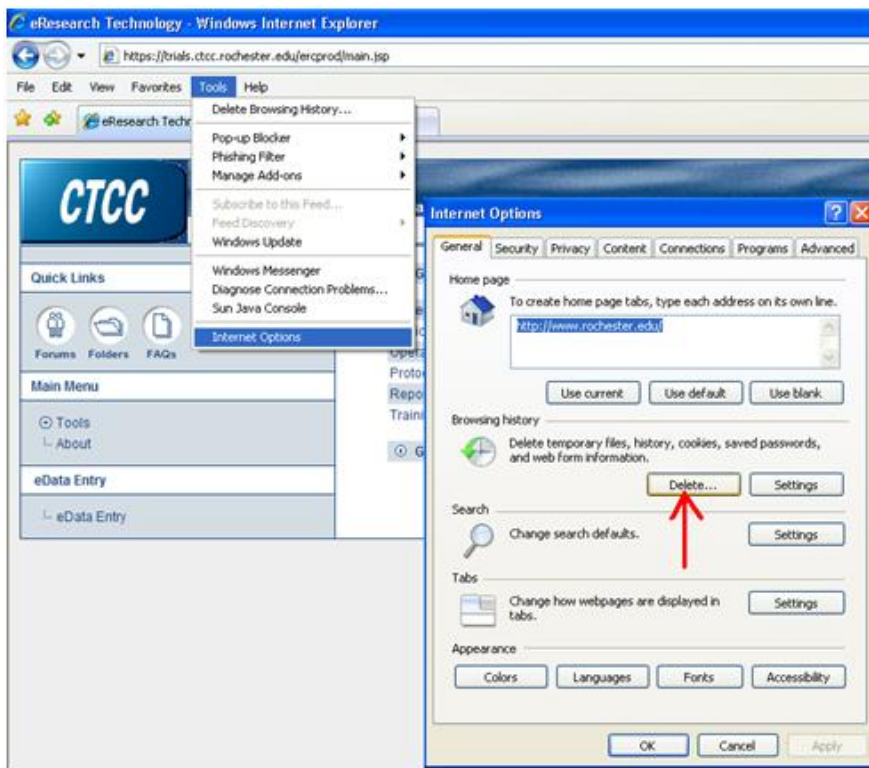 eResearch Technology - Windows Internet Explorer
https://trials.ctcc.rochester.edu/ercprod/main.jsp
File Edit View Favorites Tools Help
eResearch Techr
Delete Browsing History...
Pop-up Blocker
Phishing Filter
Manage Add-ons
Subscribe to this Feed...
Feed Discovery
Windows Update
Windows Messenger
Diagnose Connection Problems...
Sun Java Console
Internet Options
CTCC
Quick Links
Forums Folders FAQs
Main Menu
Tools
About
eData Entry
eData Entry
Opera
Proto
Repo
Traini
G
Internet Options
General Security Privacy Content Connections Programs Advanced
Home page
To create home page tabs, type each address on its own line.
http://www.rochester.edu/
Use current Use default Use blank
Browsing history
Delete temporary files, history, cookies, saved passwords,
and web form information.
Delete... Settings
Search
Change search defaults. Settings
Tabs
Change how webpages are displayed in
tabs.
Settings
Appearance
Colors Languages Fonts Accessibility
OK Cancel Apply